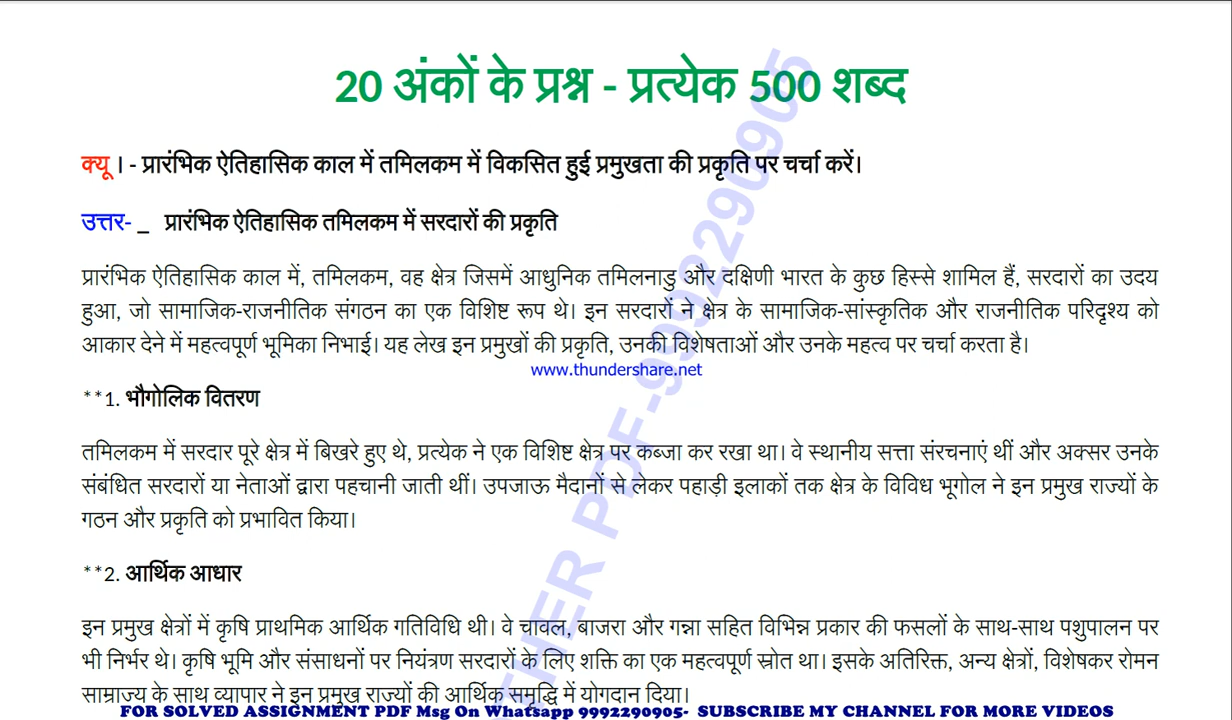 20 अंकों के प्रश्न - प्रत्येक 500 शब्द
क्यू । - प्रारंभिक ऐतिहासिक काल में तमिलकम में विकसित हुई प्रमुखता की प्रकृति पर चर्चा करें।
उत्तर- _ प्रारंभिक ऐतिहासिक तमिलकम में सरदारों की प्रकृति
प्रारंभिक ऐतिहासिक काल में, तमिलकम, वह क्षेत्र जिसमें आधुनिक तमिलनाडु और दक्षिणी भारत के कुछ हिस्से शामिल हैं, सरदारों का उदय
हुआ, जो सामाजिक-राजनीतिक संगठन का एक विशिष्ट रूप थे। इन सरदारों ने क्षेत्र के सामाजिक-सांस्कृतिक और राजनीतिक परिदृश्य को
आकार देने में महत्वपूर्ण भूमिका निभाई। यह लेख इन प्रमुखों की प्रकृति, उनकी विशेषताओं और उनके महत्व पर चर्चा करता है।
www.thundershare.net
**1. भौगोलिक वितरण
तमिलकम में सरदार पूरे क्षेत्र में बिखरे हुए थे, प्रत्येक ने एक विशिष्ट क्षेत्र पर कब्जा कर रखा था। वे स्थानीय सत्ता संरचनाएं थीं और अक्सर उनके
संबंधित सरदारों या नेताओं द्वारा पहचानी जाती थीं। उपजाऊ मैदानों से लेकर पहाड़ी इलाकों तक क्षेत्र के विविध भूगोल ने इन प्रमुख राज्यों के
गठन और प्रकृति को प्रभावित किया।
**2. आर्थिक आधार
इन प्रमुख क्षेत्रों में कृषि प्राथमिक आर्थिक गतिविधि थी। वे चावल, बाजरा और गन्ना सहित विभिन्न प्रकार की फसलों के साथ-साथ पशुपालन पर
भी निर्भर थे। कृषि भूमि और संसाधनों पर नियंत्रण सरदारों के लिए शक्ति का एक महत्वपूर्ण स्रोत था। इसके अतिरिक्त, अन्य क्षेत्रों, विशेषकर रोमन
साम्राज्य के साथ व्यापार ने इन प्रमुख राज्यों की आर्थिक समृद्धि में योगदान दिया।
THER PDF-9992290905
FOR SOLVED ASSIGNMENT PDF Msg On Whatsapp 9992290905- SUBSCRIBE MY CHANNEL FOR MORE VIDEOS